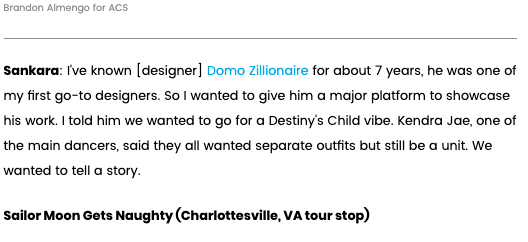 Brandon Almengo for ACS
Sankara: I've known [designer] Domo Zillionaire for about 7 years, he was one of
my first go-to designers. So I wanted to give him a major platform to showcase
his work. I told him we wanted to go for a Destiny's Child vibe. Kendra Jae, one of
the main dancers, said they all wanted separate outfits but still be a unit. We
wanted to tell a story.
Sailor Moon Gets Naughty (Charlottesville, VA tour stop)